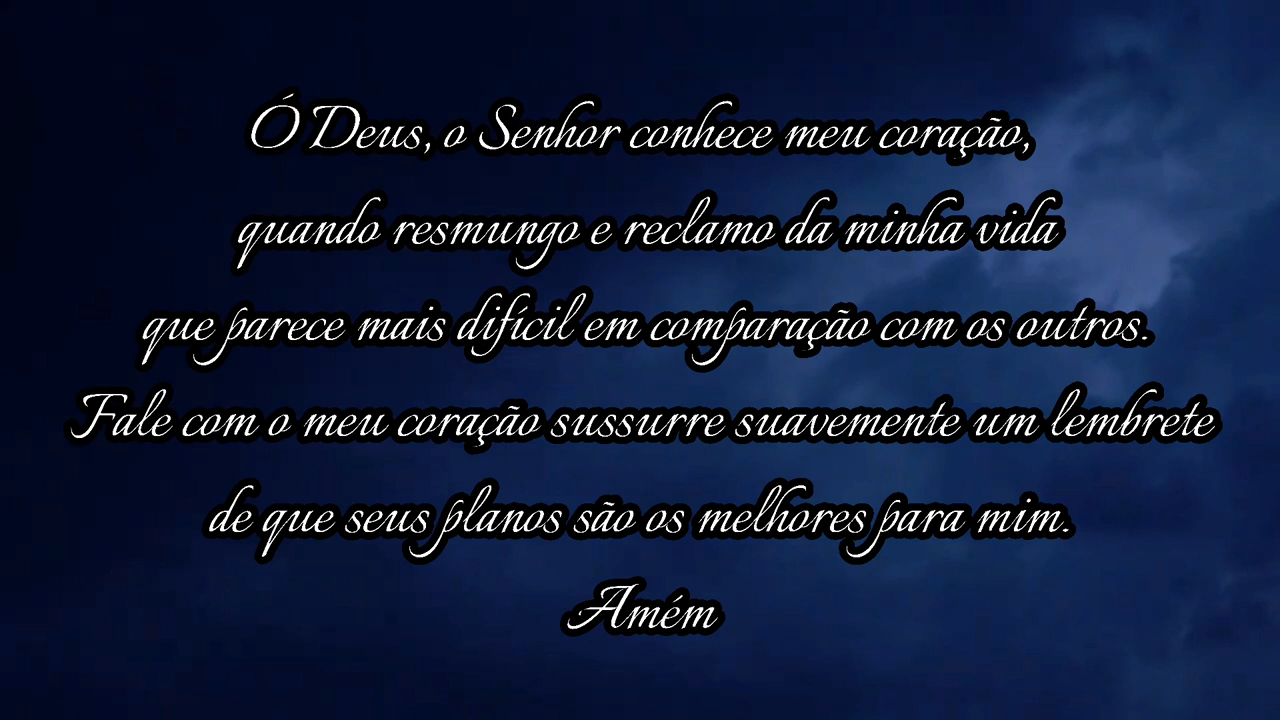 Ó Deus, o Senhor conhece meu coração,
quando resmungo e reclamo da minha vida
que parece mais difícil em comparação com os outros.
Fale com o meu coração sussurre suavemente um lembrete
de que seus planos são os melhores para mim.
Amém